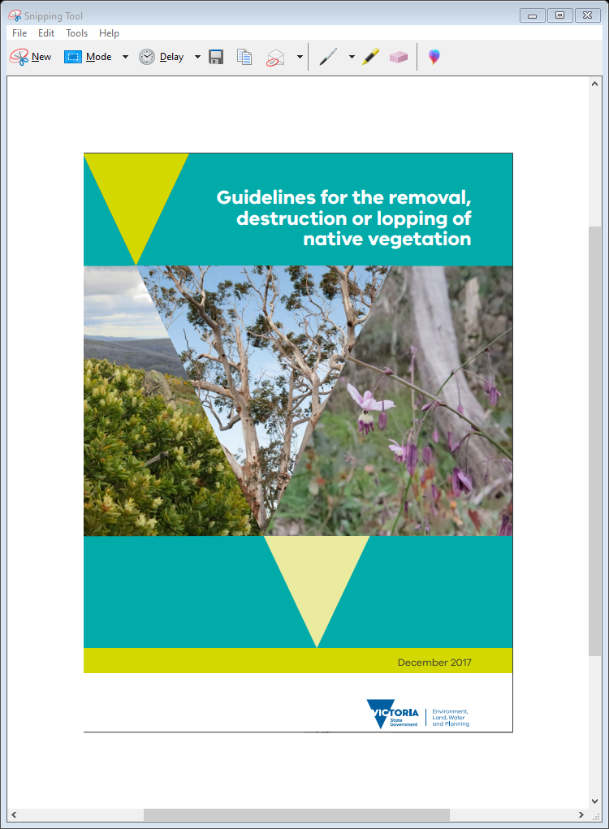 Snipping Tool
File Edit Tools Help
New Mode Delay
Guidelines for the removal,
destruction or lopping of
native vegetation
December 2017
VICTORIA
State
Government
Environment,
Land, Water
and Planning